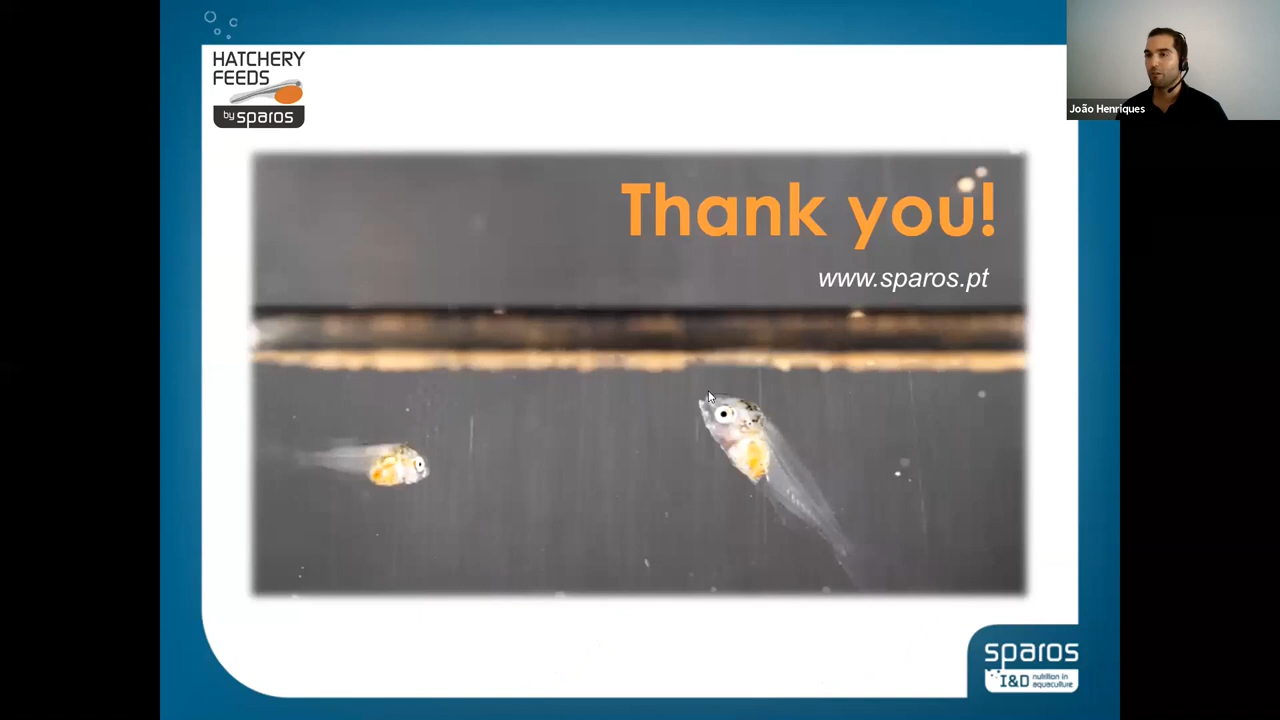 HATCHERY
FEEDS
by sparos
João Henriques
Thank you!
www.sparos.pt
sparos
I&D nutrition in
aquaculture